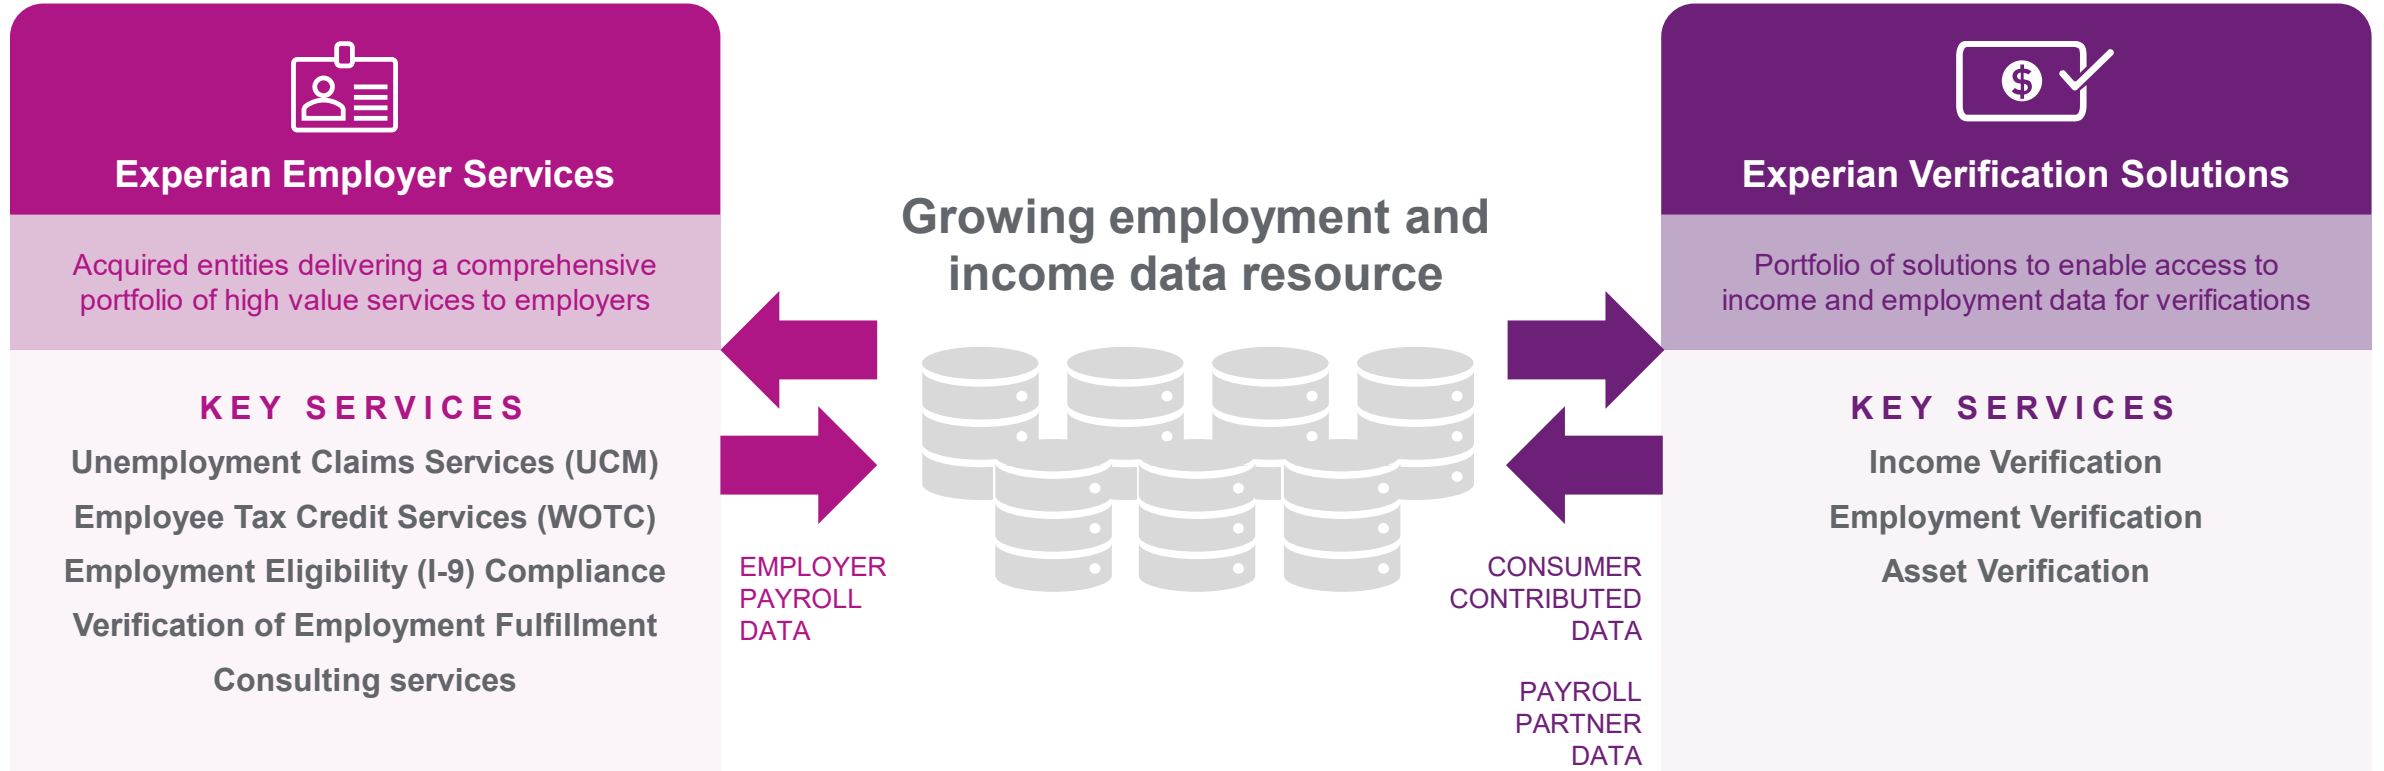 Experian Employer Services
Acquired entities delivering a comprehensive
portfolio of high value services to employers
KEY SERVICES
Unemployment Claims Services (UCM)
Employee Tax Credit Services (WOTC)
Employment Eligibility (I-9) Compliance
Verification of Employment Fulfillment
Consulting services
Growing employment and
income data resource
EMPLOYER
PAYROLL
DATA
CONSUMER
CONTRIBUTED
DATA
PAYROLL
PARTNER
DATA
$
Experian Verification Solutions
Portfolio of solutions to enable access to
income and employment data for verifications
KEY SERVICES
Income Verification
Employment Verification
Asset Verification